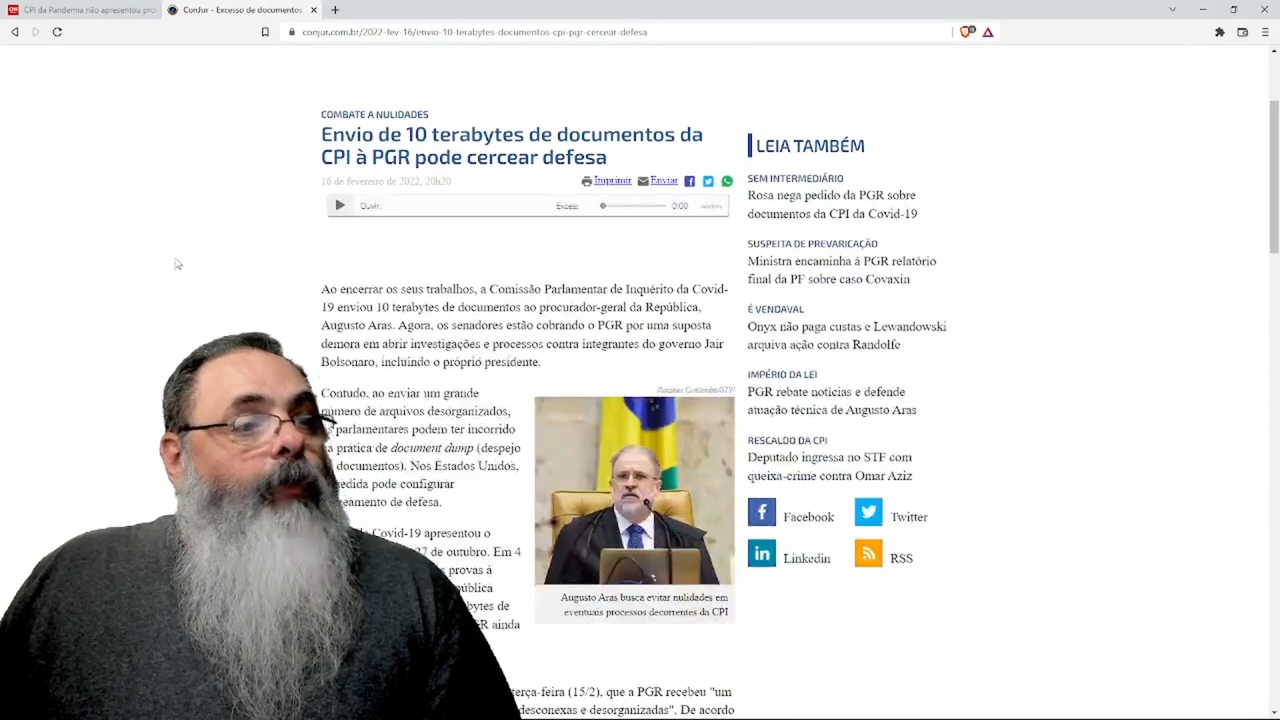 CPI da Pandemia não apresentou pro
ConJur - Excesso de documentos
conjur.com.br/2022-fev-16/envio-10-terabytes-documentos-cpi-pgr-cercear-defesa
COMBATE A NULIDADES
Envio de 10 terabytes de documentos da
CPI à PGR pode cercear defesa
16 de fevereiro de 2022, 20h20
Imprimir
Enviar
Ouvir:
0:00
Ao encerrar os seus trabalhos, a Comissão Parlamentar de Inquérito da Covid-
19 enviou 10 terabytes de documentos ao procurador-geral da República,
Augusto Aras. Agora, os senadores estão cobrando o PGR por uma suposta
demora em abrir investigações e processos contra integrantes do governo Jair
Bolsonaro, incluindo o próprio presidente.
Contudo, ao enviar um grande
número de arquivos desorganizados,
parlamentares podem ter incorrido
a prática de document dump (despejo
documentos). Nos Estados Unidos,
medida pode configurar
ceamento de defesa.
Covid-19 apresentou o
27 de outubro. Em 4
provas à
pública
bytes de
GR ainda
Augusto Aras busca evitar nulidades em
eventuais processos decorrentes da CPI
terça-feira (15/2), que a PGR recebeu "um
desconexas e desorganizadas". De acordo
LEIA TAMBÉM
SEM INTERMEDIÁRIO
Rosa nega pedido da PGR sobre
documentos da CPI da Covid-19
SUSPEITA DE PREVARICAÇÃO
Ministra encaminha à PGR relatório
final da PF sobre caso Covaxin
É VENDAVAL
Onyx não paga custas e Lewandowski
arquiva ação contra Randolfe
IMPÉRIO DA LEI
PGR rebate notícias e defende
atuação técnica de Augusto Aras
RESCALDO DA CPI
Deputado ingressa no STF com
queixa-crime contra Omar Aziz
Facebook
Twitter
Linkedin
RSS